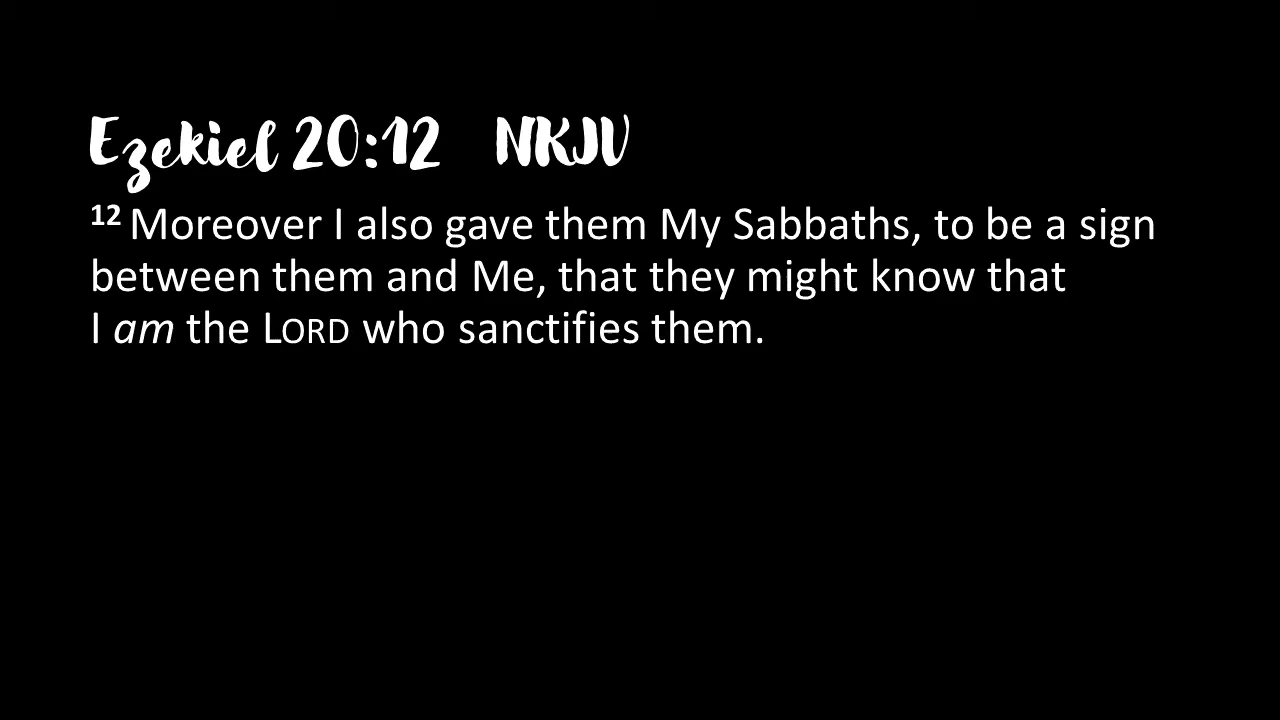 Ezekiel 20:12 NKJV
12 Moreover I also gave them My Sabbaths, to be a sign
between them and Me, that they might know that
I am the LORD who sanctifies them.